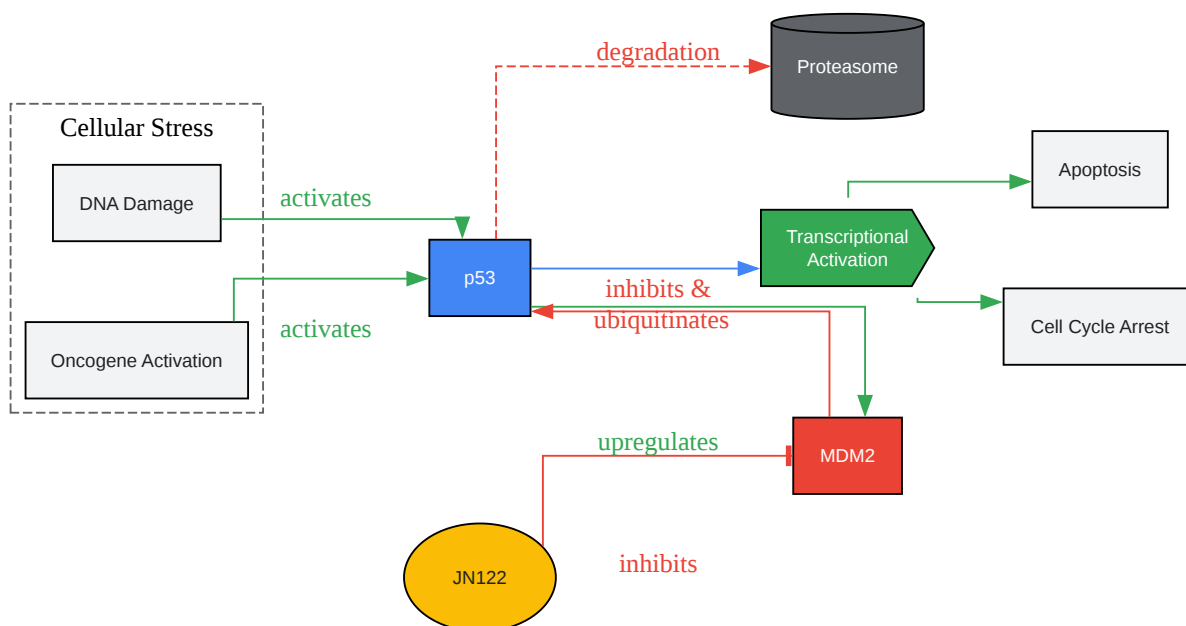 degradation
Proteasome
Cellular Stress
DNA Damage
activates
Apoptosis
Transcriptional
Activation
p53
inhibits &
ubiquitinates
activates
Cell Cycle Arrest
Oncogene Activation
upregulates
MDM2
JN122
inhibits